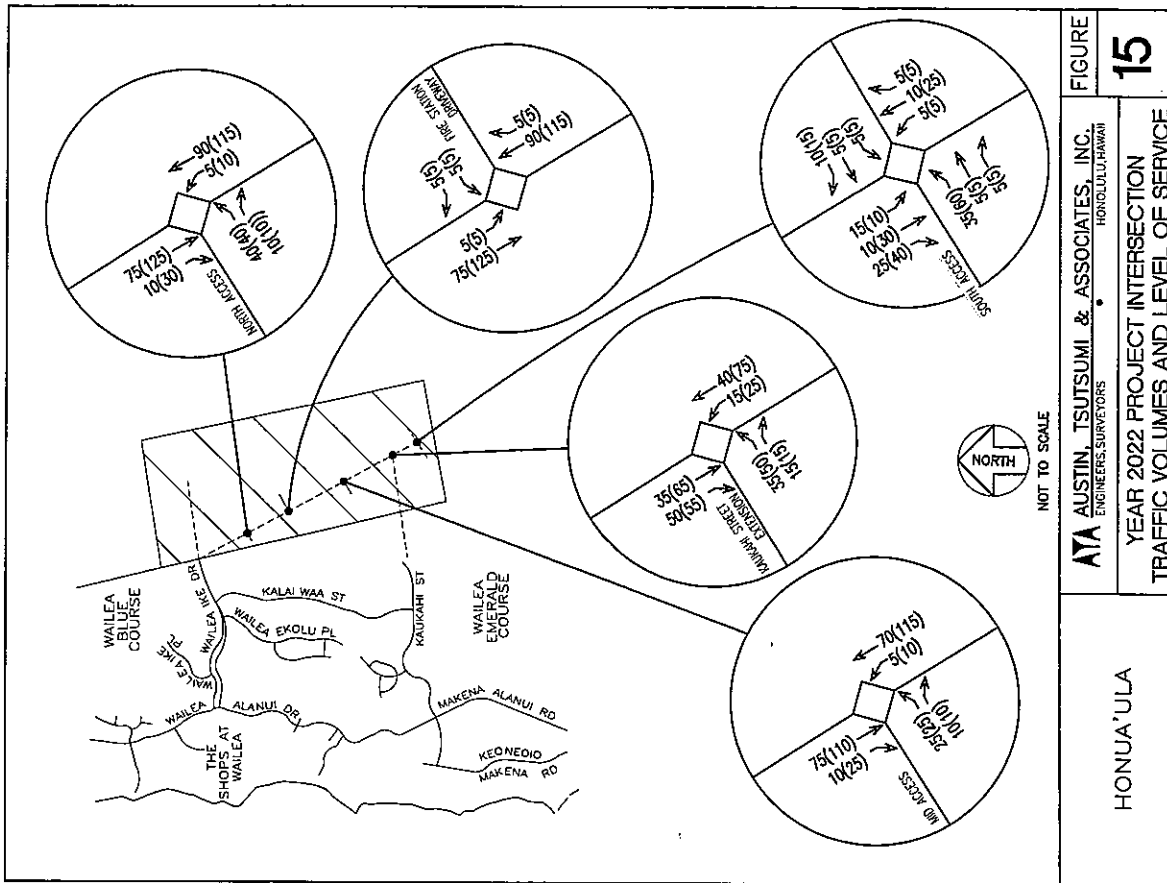 90(115)
5(10)
75(125)
10(30)
40(40)
10(10)
NORTH ACCESS
FIRE STATION
DRIVEWAY
5(5)
5(5)
5(5)
90(115)
5(5)
75(125)
10(15)
5(5)
5(5)
5(5)
10(25)
5(5)
15(10)
10(30)
25(40)
35(60)
5(5)
5(5)
SOUTH ACCESS
40(75)
15(25)
35(65)
50(55)
35(50)
15(15)
KAUKAHI STREET
EXTENSION
70(115)
5(10)
75(110)
10(25)
25(25)
10(10)
MID ACCESS
WAILEA
BLUE
COURSE
WAILEA IKE DR
WAILEA IKE
PL
KALAI WAA ST
WAILEA EKOLU PL
WAILEA ALANUI DR
THE
SHOPS AT
WAILEA
KAUKAHI ST
WAILEA
EMERALD
COURSE
MAKENA ALANUI RD
KEONEOIO
MAKENA RD
NORTH
NOT TO SCALE
ATA AUSTIN, TSUTSUMI & ASSOCIATES, INC.
ENGINEERS, SURVEYORS • HONOLULU, HAWAII
FIGURE
15
YEAR 2022 PROJECT INTERSECTION
TRAFFIC VOLUMES AND LEVEL OF SERVICE
HONUA'ULA